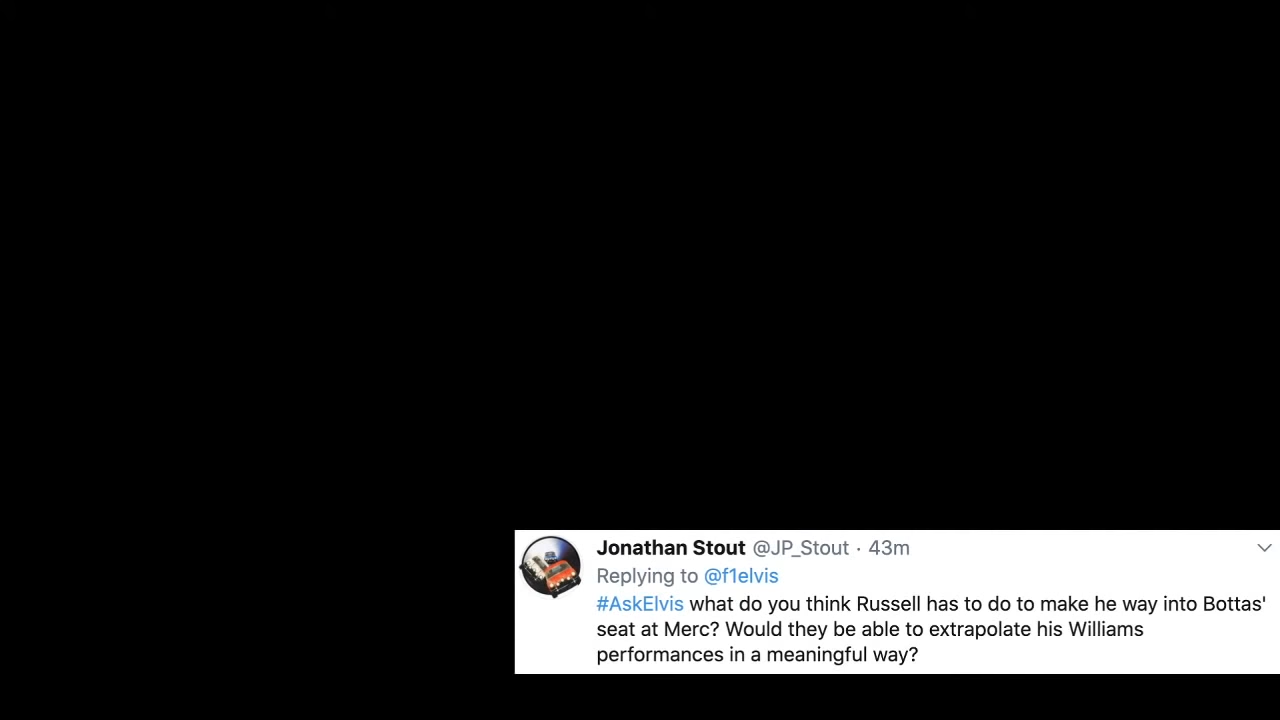 Jonathan Stout @JP_Stout · 43m
Replying to @f1elvis
#AskElvis what do you think Russell has to do to make he way into Bottas'
seat at Merc? Would they be able to extrapolate his Williams
performances in a meaningful way?